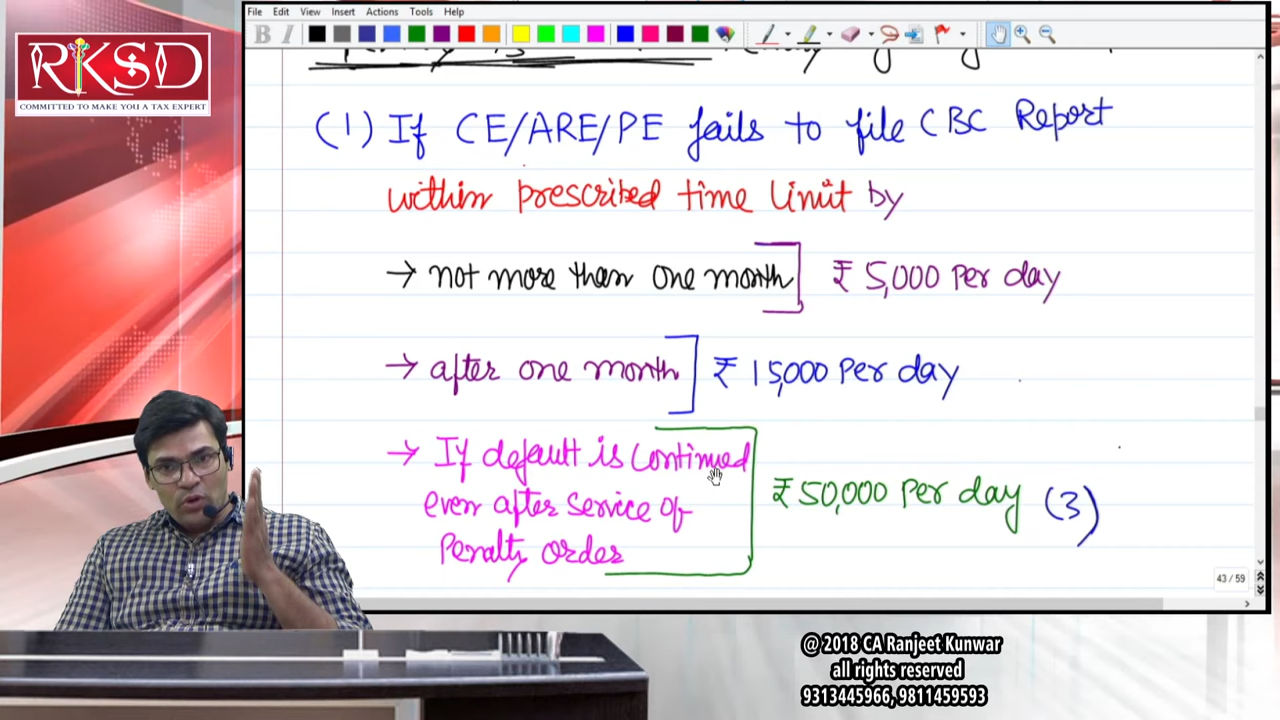 File Edit View Insert Actions Tools Help
B I
RKSD
COMMITTED TO MAKE YOU A TAX EXPERT
(1) If CE/ARE/PE fails to file CBC Report
within prescribed time limit by
→ not more than one month ₹ 5,000 per day
→ after one month ₹ 15,000 Per day
→ If default is continued
even after service of
Penalty order
₹ 50,000 per day (3)
43 / 59
@ 2018 CA Ranjeet Kunwar
all rights reserved
9313445966, 9811459593